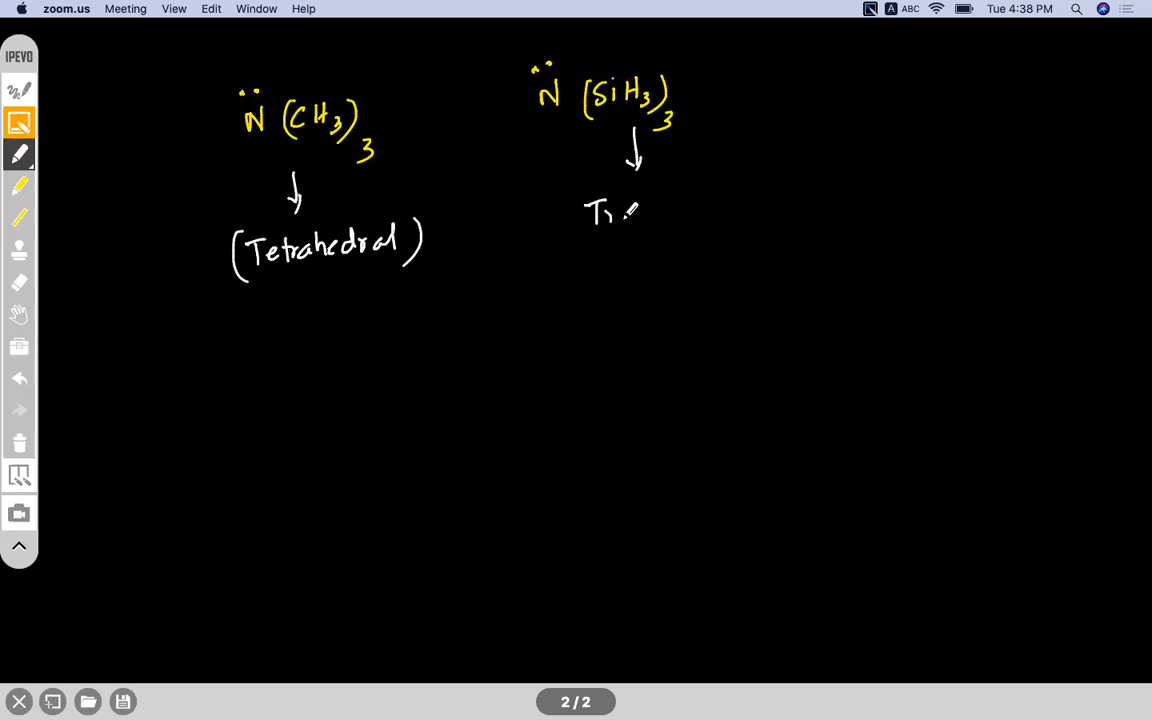 zoom.us Meeting View Edit Window Help A ABC Tue 4:38 PM
IPEVO
N̈ (CH3)3
N̈ (SiH3)3
↓
↓
(Tetrahedral)
Tr
2/2